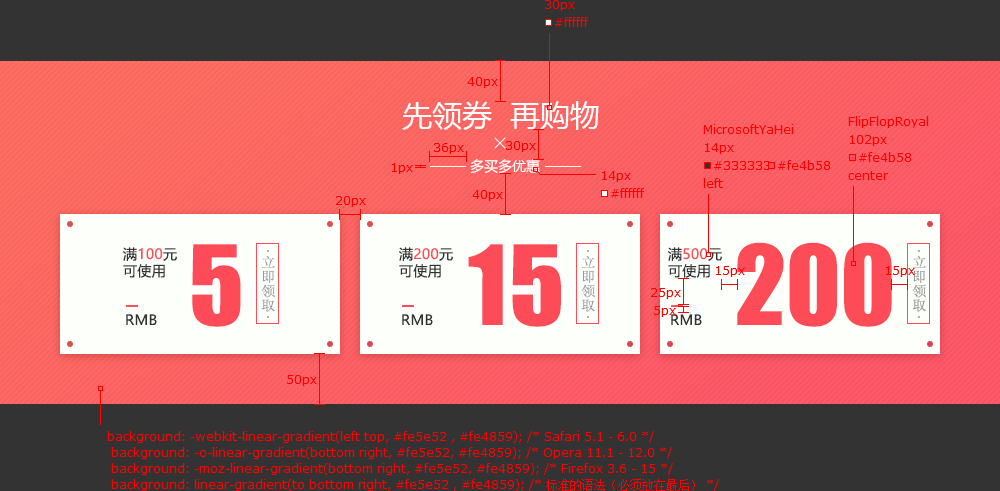 30px
#ffffff
40px
先领券 再购物
30px
36px
1px
多买多优惠
14px
#ffffff
40px
MicrosoftYaHei
14px
#333333 #fe4b58
left
FlipFlopRoyal
102px
#fe4b58
center
20px
满100元
可使用
RMB
5
·立即领取·
满200元
可使用
RMB
15
·立即领取·
满500元
可使用
15px
25px
5px
RMB
200
15px
·立即领取·
50px
background: -webkit-linear-gradient(left top, #fe5e52 , #fe4859); /* Safari 5.1 - 6.0 */
background: -o-linear-gradient(bottom right, #fe5e52, #fe4859); /* Opera 11.1 - 12.0 */
background: -moz-linear-gradient(bottom right, #fe5e52, #fe4859); /* Firefox 3.6 - 15 */
background: linear-gradient(to bottom right, #fe5e52 , #fe4859); /* 标准的语法（必须放在最后） */